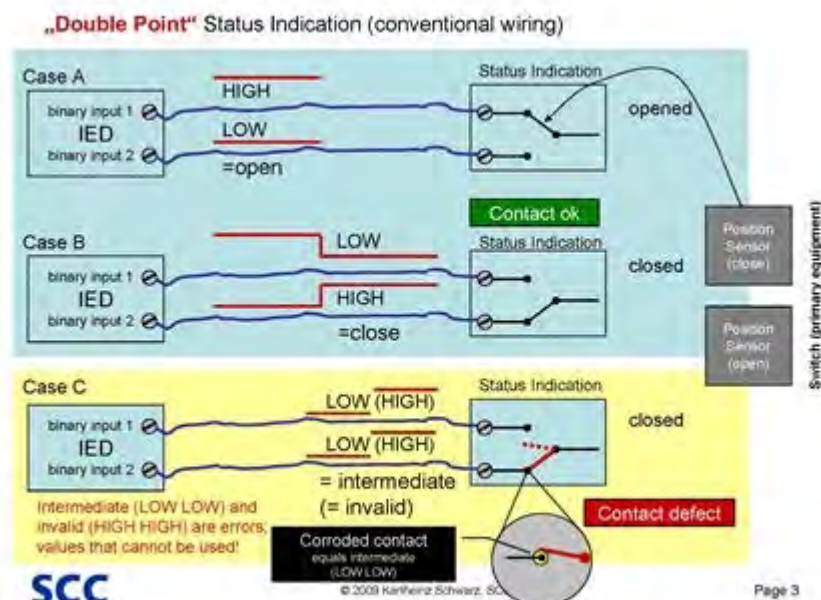 „Double Point“ Status Indication (conventional wiring)
Case A
HIGH
binary input 1
IED
binary input 2
LOW
=open
Status Indication
opened
Contact ok
Position
Sensor
(close)
Case B
LOW
binary input 1
IED
binary input 2
HIGH
=close
Status Indication
closed
Position
Sensor
(open)
Switch (primary equipment)
Case C
LOW (HIGH)
binary input 1
IED
binary input 2
LOW (HIGH)
= intermediate
(= invalid)
Status Indication
closed
Intermediate (LOW LOW) and
invalid (HIGH HIGH) are errors,
values that cannot be used!
Corroded contact
equals intermediate
(LOW LOW)
Contact defect
SCC
© 2009 Karlheinz Schwarz, SC
Page 3